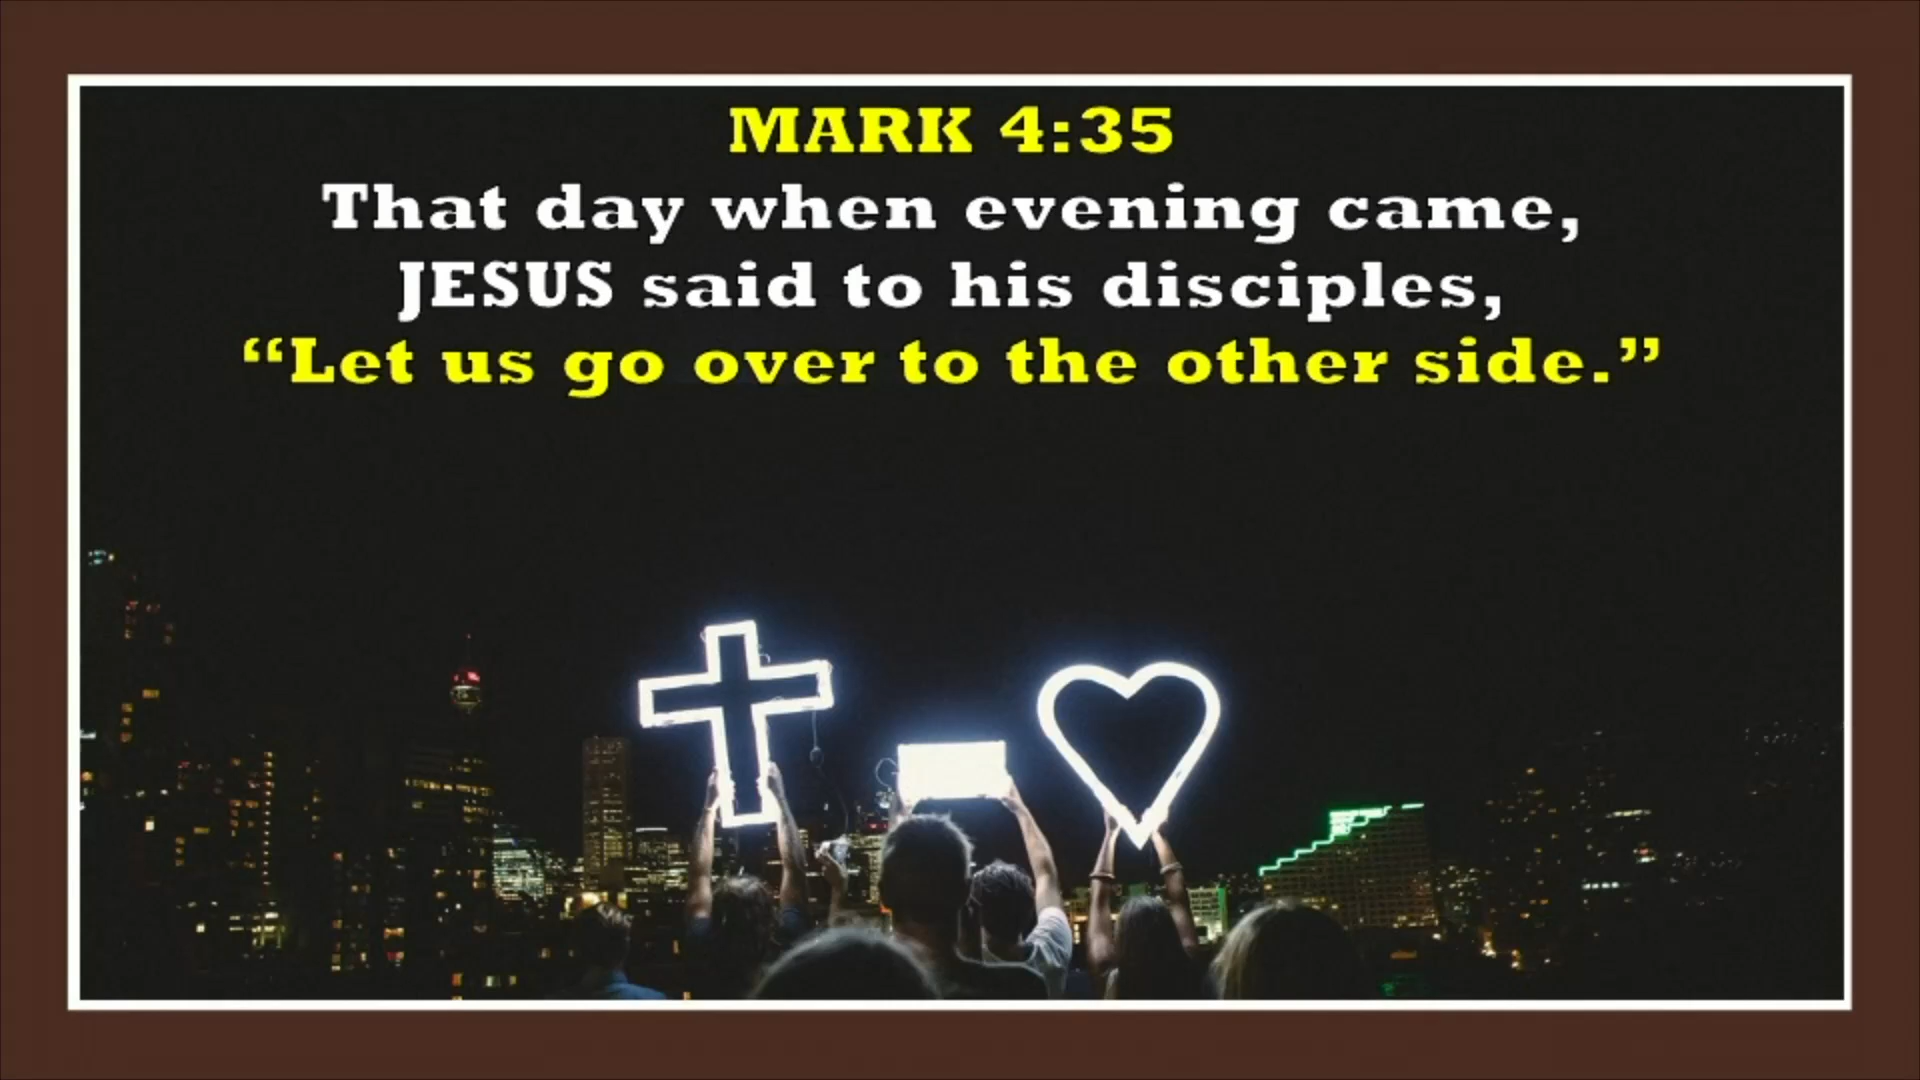 MARK 4:35
That day when evening came,
JESUS said to his disciples,
“Let us go over to the other side.”